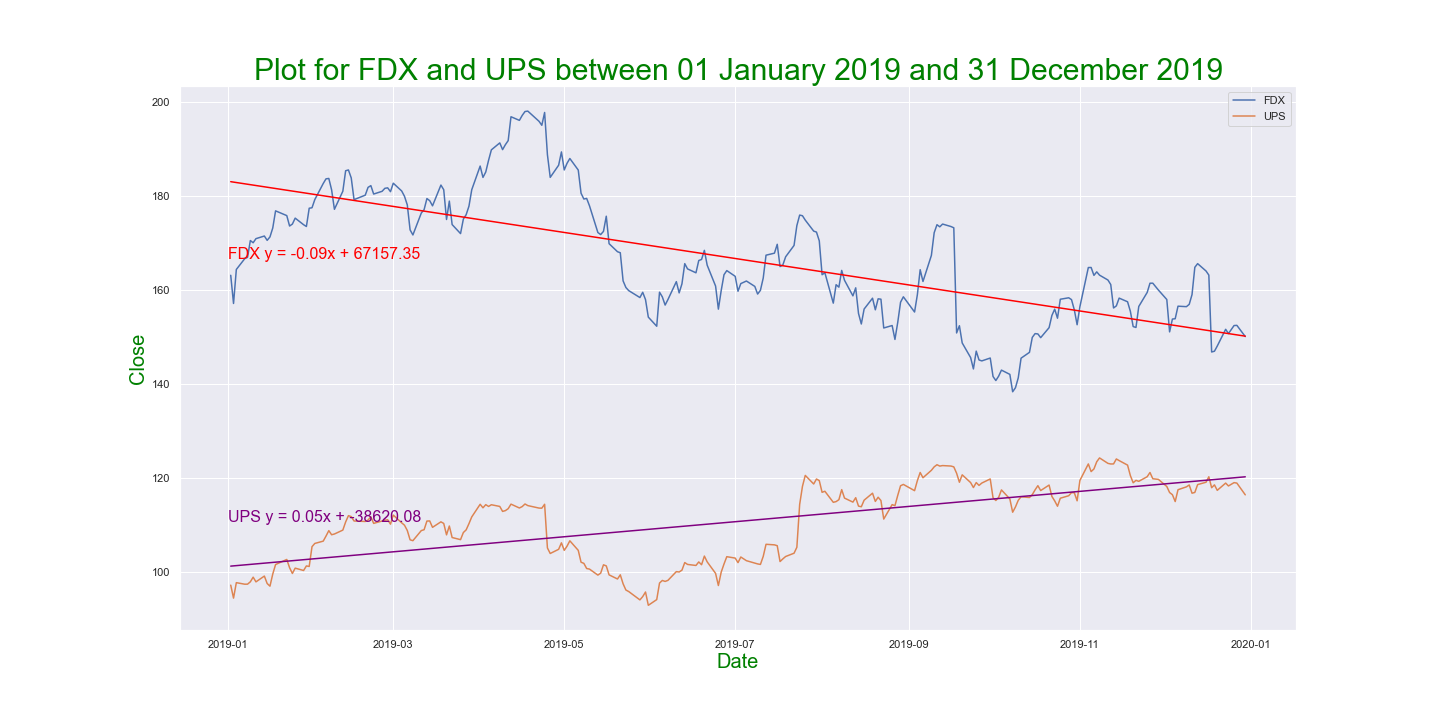 Plot for FDX and UPS between 01 January 2019 and 31 December 2019
FDX
UPS
200
180
160
140
120
100
FDX y = -0.09x + 67157.35
UPS y = 0.05x + -38620.08
Close
2019-01 2019-03 2019-05 2019-07 2019-09 2019-11 2020-01
Date